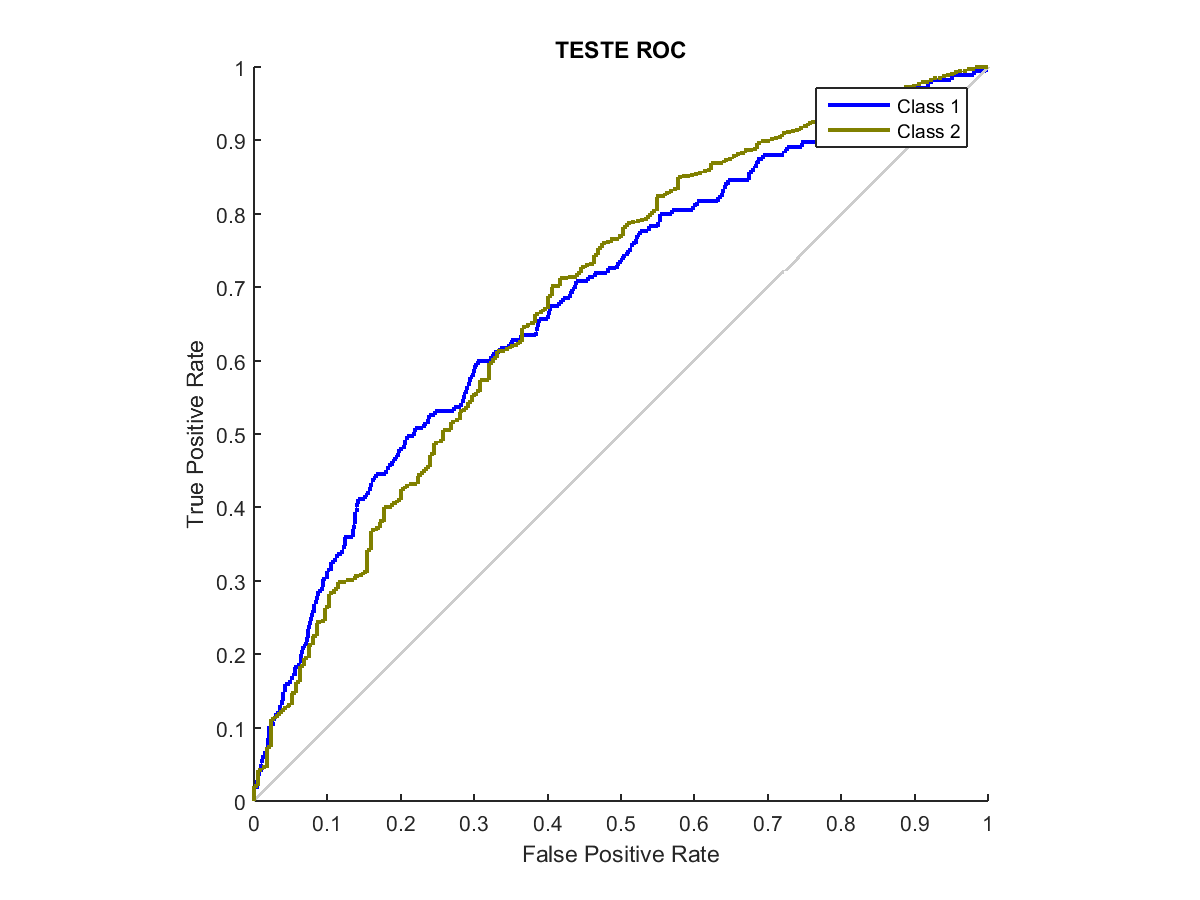 TESTE ROC
1
0.9
0.8
0.7
0.6
0.5
0.4
0.3
0.2
0.1
0
True Positive Rate
Class 1
Class 2
0 0.1 0.2 0.3 0.4 0.5 0.6 0.7 0.8 0.9 1
False Positive Rate